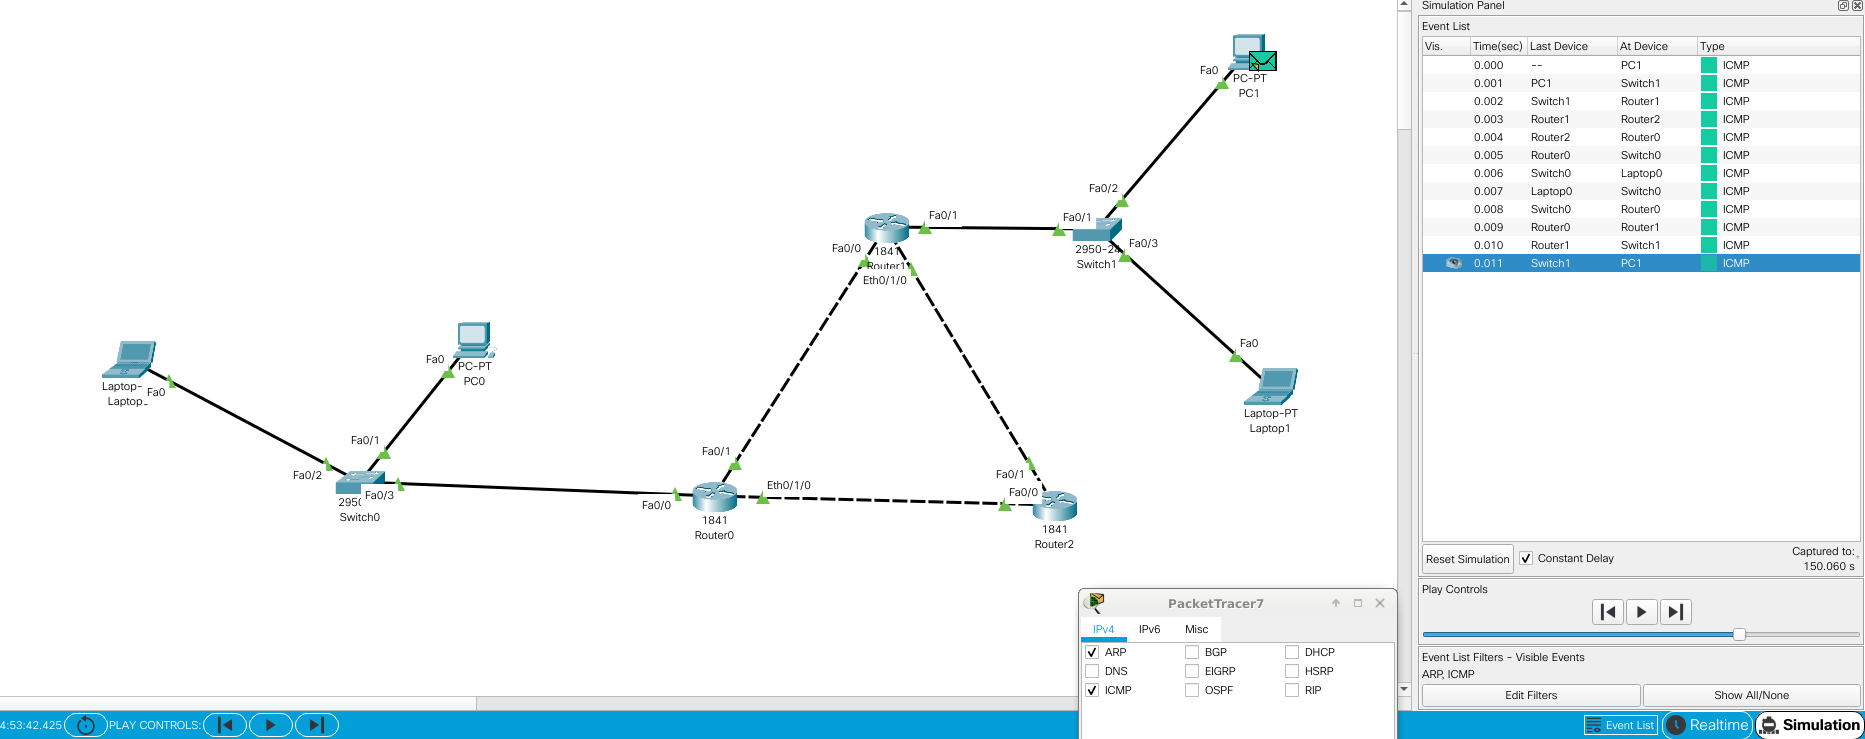 Simulation Panel
Event List
Vis. Time(sec) Last Device At Device Type
0.000 -- PC1 ICMP
0.001 PC1 Switch1 ICMP
0.002 Switch1 Router1 ICMP
0.003 Router1 Router2 ICMP
0.004 Router2 Router0 ICMP
0.005 Router0 Switch0 ICMP
0.006 Switch0 Laptop0 ICMP
0.007 Laptop0 Switch0 ICMP
0.008 Switch0 Router0 ICMP
0.009 Router0 Router1 ICMP
0.010 Router1 Switch1 ICMP
0.011 Switch1 PC1 ICMP
Reset Simulation Constant Delay
Captured to:
150.060 s
Play Controls
Event List Filters - Visible Events
ARP, ICMP
Edit Filters Show All/None
Fa0
PC-PT
PC1
Fa0/2
Fa0/1
Fa0/1
Fa0/3
2950-24
Switch1
Fa0/0
1841
Router1
Eth0/1/0
Fa0
Laptop-PT
Laptop1
Fa0
PC-PT
PC0
Laptop-
Laptop
Fa0
Fa0/1
Fa0/2
Fa0/3
Switch0
Fa0/1
Fa0/0
Eth0/1/0
1841
Router0
Fa0/1
Fa0/0
1841
Router2
PacketTracer7
IPv4 IPv6 Misc
ARP BGP DHCP
DNS EIGRP HSRP
ICMP OSPF RIP
4:53:42.425 PLAY CONTROLS:
Event List Realtime Simulation